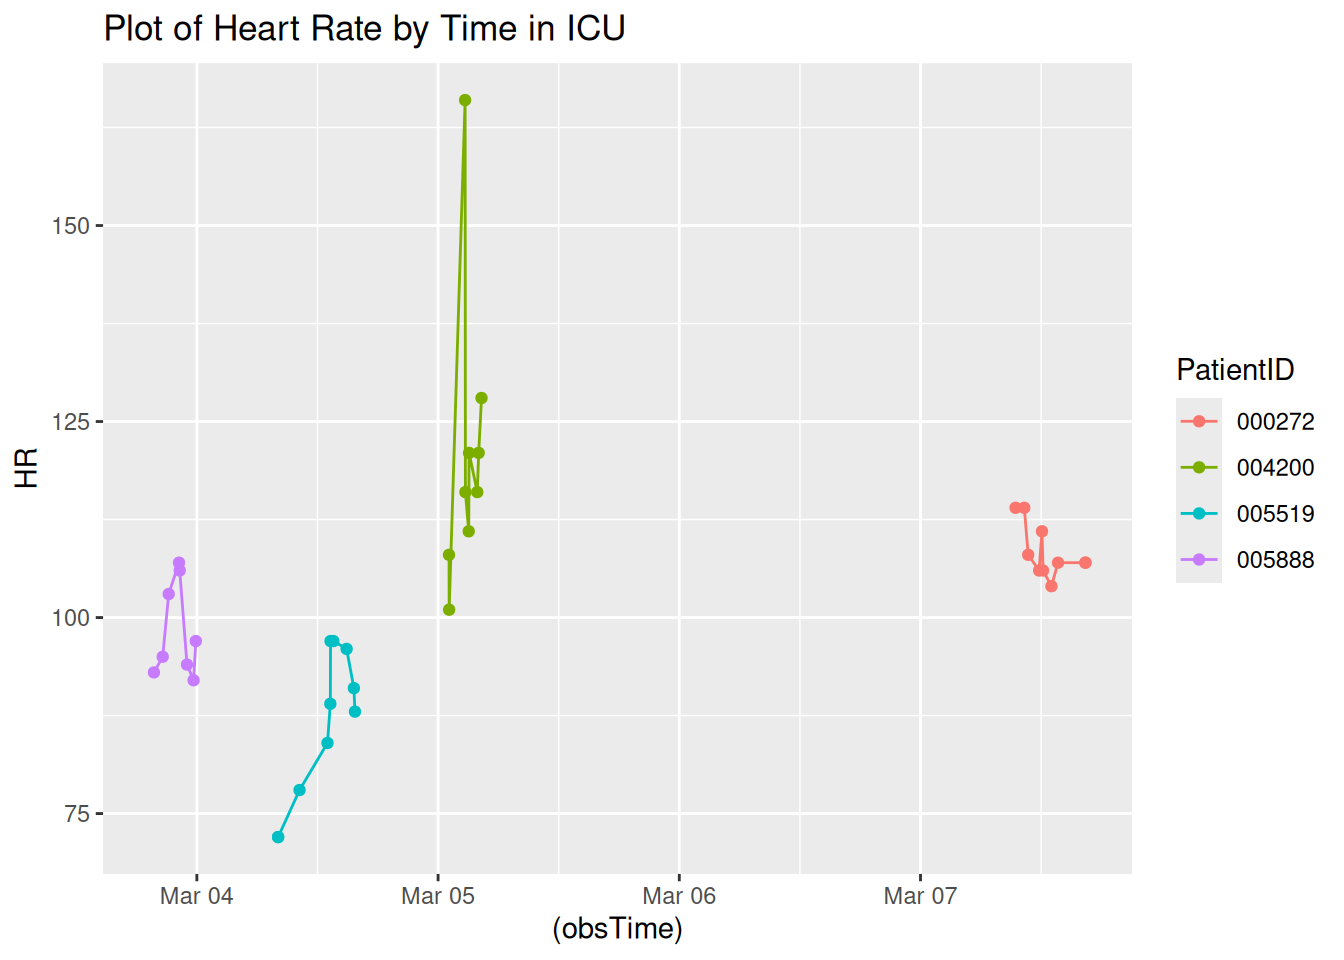 Plot of Heart Rate by Time in ICU
150
125
100
75
HR
Mar 04
Mar 05
Mar 06
Mar 07
(obsTime)
PatientID
000272
004200
005519
005888